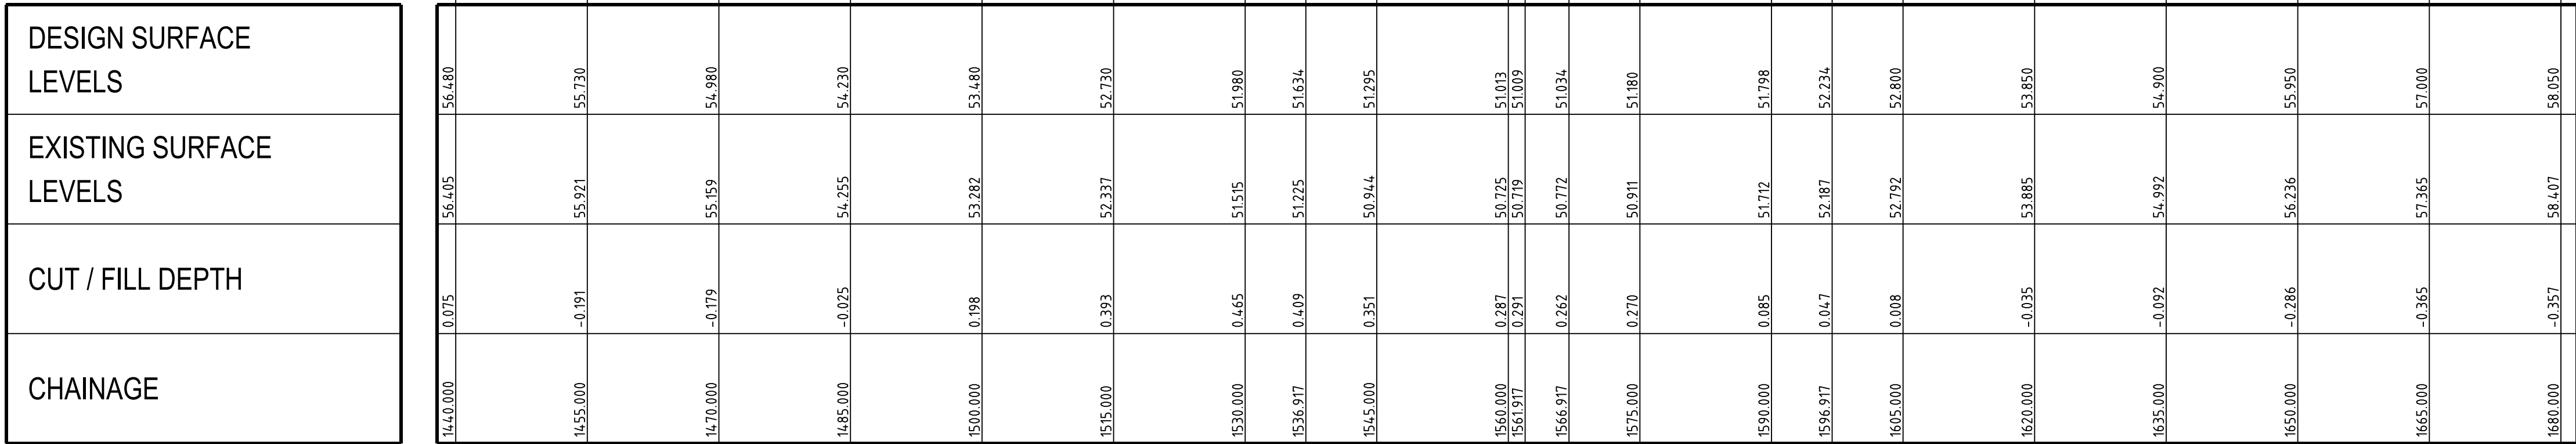 DESIGN SURFACE
LEVELS
56.480 55.730 54.980 54.230 53.480 52.730 51.980 51.634 51.295 51.013 51.009 51.034 51.180 51.798 52.234 52.800 53.850 54.900 55.950 57.000 58.050
EXISTING SURFACE
LEVELS
56.405 55.921 55.159 54.255 53.282 52.337 51.515 51.225 50.944 50.725 50.719 50.772 50.911 51.712 52.187 52.792 53.885 54.992 56.236 57.365 58.407
CUT / FILL DEPTH
0.075 -0.191 -0.179 -0.025 0.198 0.393 0.465 0.409 0.351 0.287 0.291 0.262 0.270 0.085 0.047 0.008 -0.035 -0.092 -0.286 -0.365 -0.357
CHAINAGE
1440.000 1455.000 1470.000 1485.000 1500.000 1515.000 1530.000 1536.917 1545.000 1560.000 1561.917 1566.917 1575.000 1590.000 1596.917 1605.000 1620.000 1635.000 1650.000 1665.000 1680.000